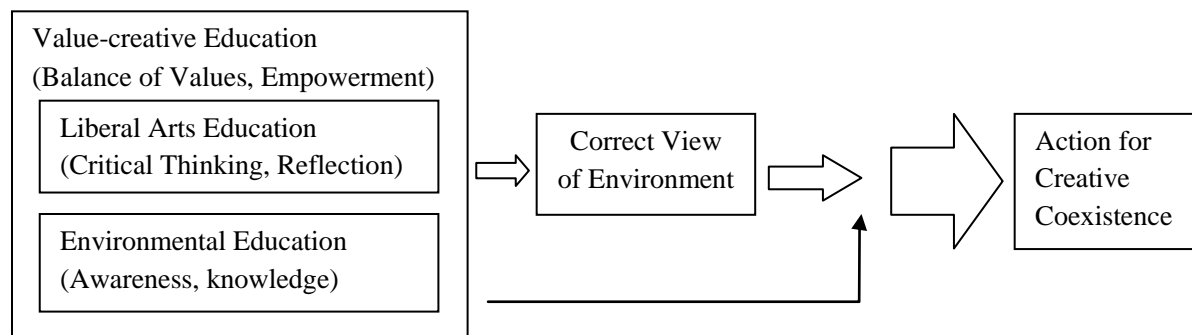 Value-creative Education
(Balance of Values, Empowerment)
Liberal Arts Education
(Critical Thinking, Reflection)
Environmental Education
(Awareness, knowledge)
Correct View
of Environment
Action for
Creative
Coexistence